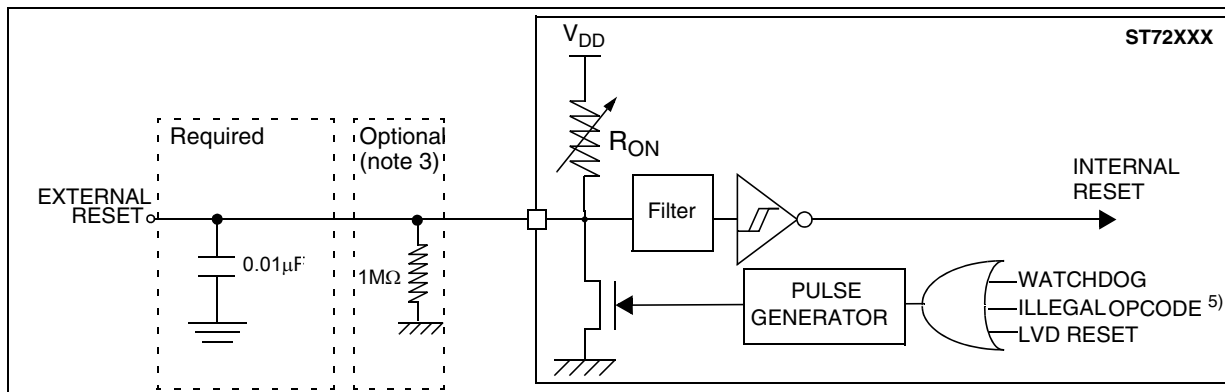 ST72XXX
VDD
Required
Optional
(note 3)
RON
INTERNAL
RESET
EXTERNAL
RESET
Filter
0.01μF
1MΩ
PULSE
GENERATOR
WATCHDOG
ILLEGAL OPCODE 5)
LVD RESET